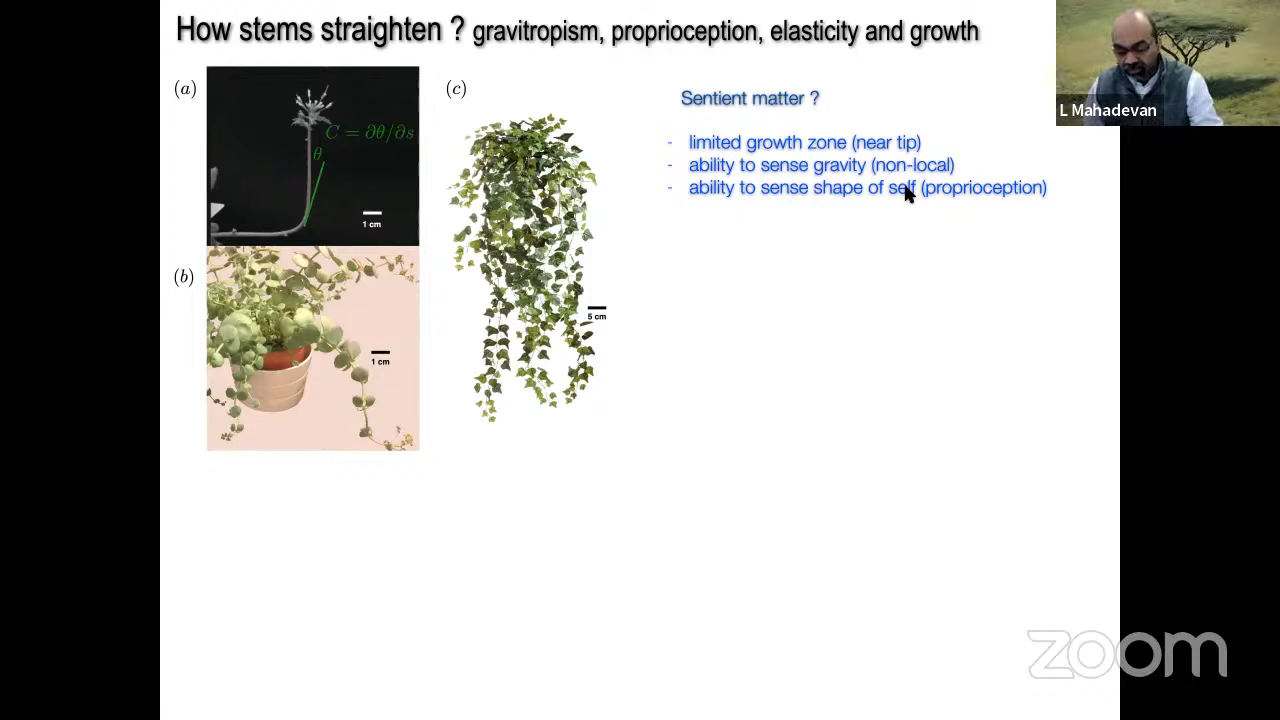 How stems straighten ? gravitropism, proprioception, elasticity and growth
(a)
C = ∂θ/∂s
θ
1 cm
(b)
1 cm
(c)
5 cm
Sentient matter ?
- limited growth zone (near tip)
- ability to sense gravity (non-local)
- ability to sense shape of self (proprioception)
L Mahadevan
zoom